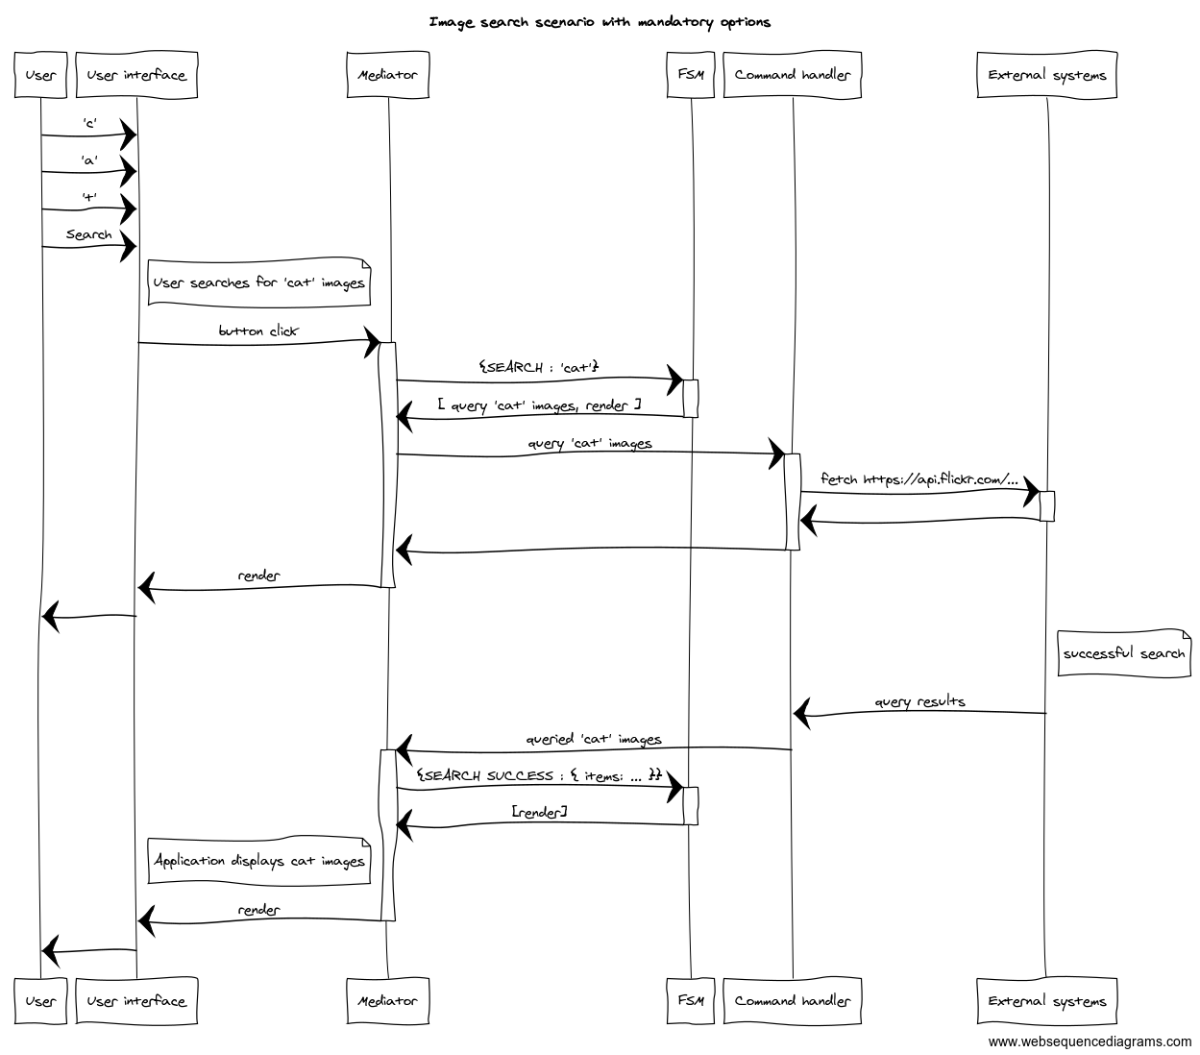 Image search scenario with mandatory options
User
User interface
Mediator
FSM
Command handler
External systems
'c'
'a'
't'
Search
User searches for 'cat' images
button click
{SEARCH : 'cat'}
[ query 'cat' images, render ]
query 'cat' images
fetch https://api.flickr.com/...
render
successful search
query results
queried 'cat' images
{SEARCH SUCCESS : { items: ... }}
[render]
Application displays cat images
render
User
User interface
Mediator
FSM
Command handler
External systems
www.websequencediagrams.com